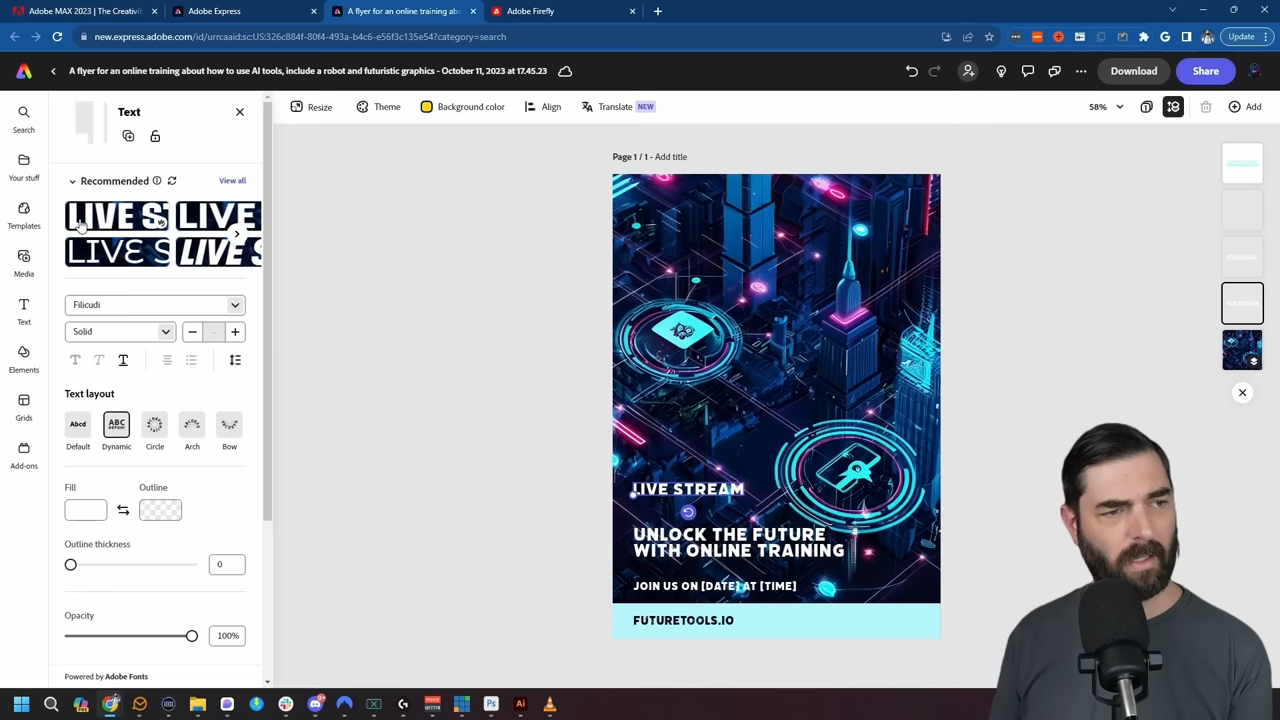 Adobe MAX 2023 | The Creativit
Adobe Express
A flyer for an online training abo
Adobe Firefly
new.express.adobe.com/id/urn:aaid:sc:US:326c884f-80f4-493a-b4c6-e56f3c135e54?category=search
Update
A flyer for an online training about how to use AI tools, include a robot and futuristic graphics - October 11, 2023 at 17.45.23
Download
Share
Search
Your stuff
Templates
Media
Text
Elements
Grids
Add-ons
Text
Recommended
View all
LIVE ST
LIVE
LIVE S
LIVE S
Filicudi
Solid
-
Text layout
Abcd
Default
Dynamic
Circle
Arch
Bow
Fill
Outline
Outline thickness
0
Opacity
100%
Powered by Adobe Fonts
Resize
Theme
Background color
Align
Translate
NEW
58%
Add
Page 1 / 1 - Add title
LIVE STREAM
UNLOCK THE FUTURE
WITH ONLINE TRAINING
JOIN US ON [DATE] AT [TIME]
FUTURETOOLS.IO